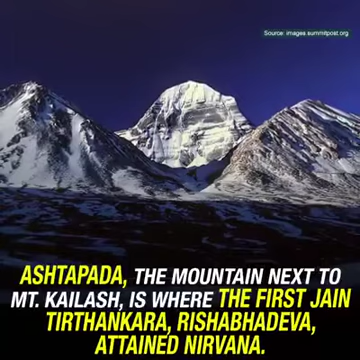 Source: images.summitpost.org
ASHTAPADA, THE MOUNTAIN NEXT TO
MT. KAILASH, IS WHERE THE FIRST JAIN
TIRTHANKARA, RISHABHADEVA,
ATTAINED NIRVANA.